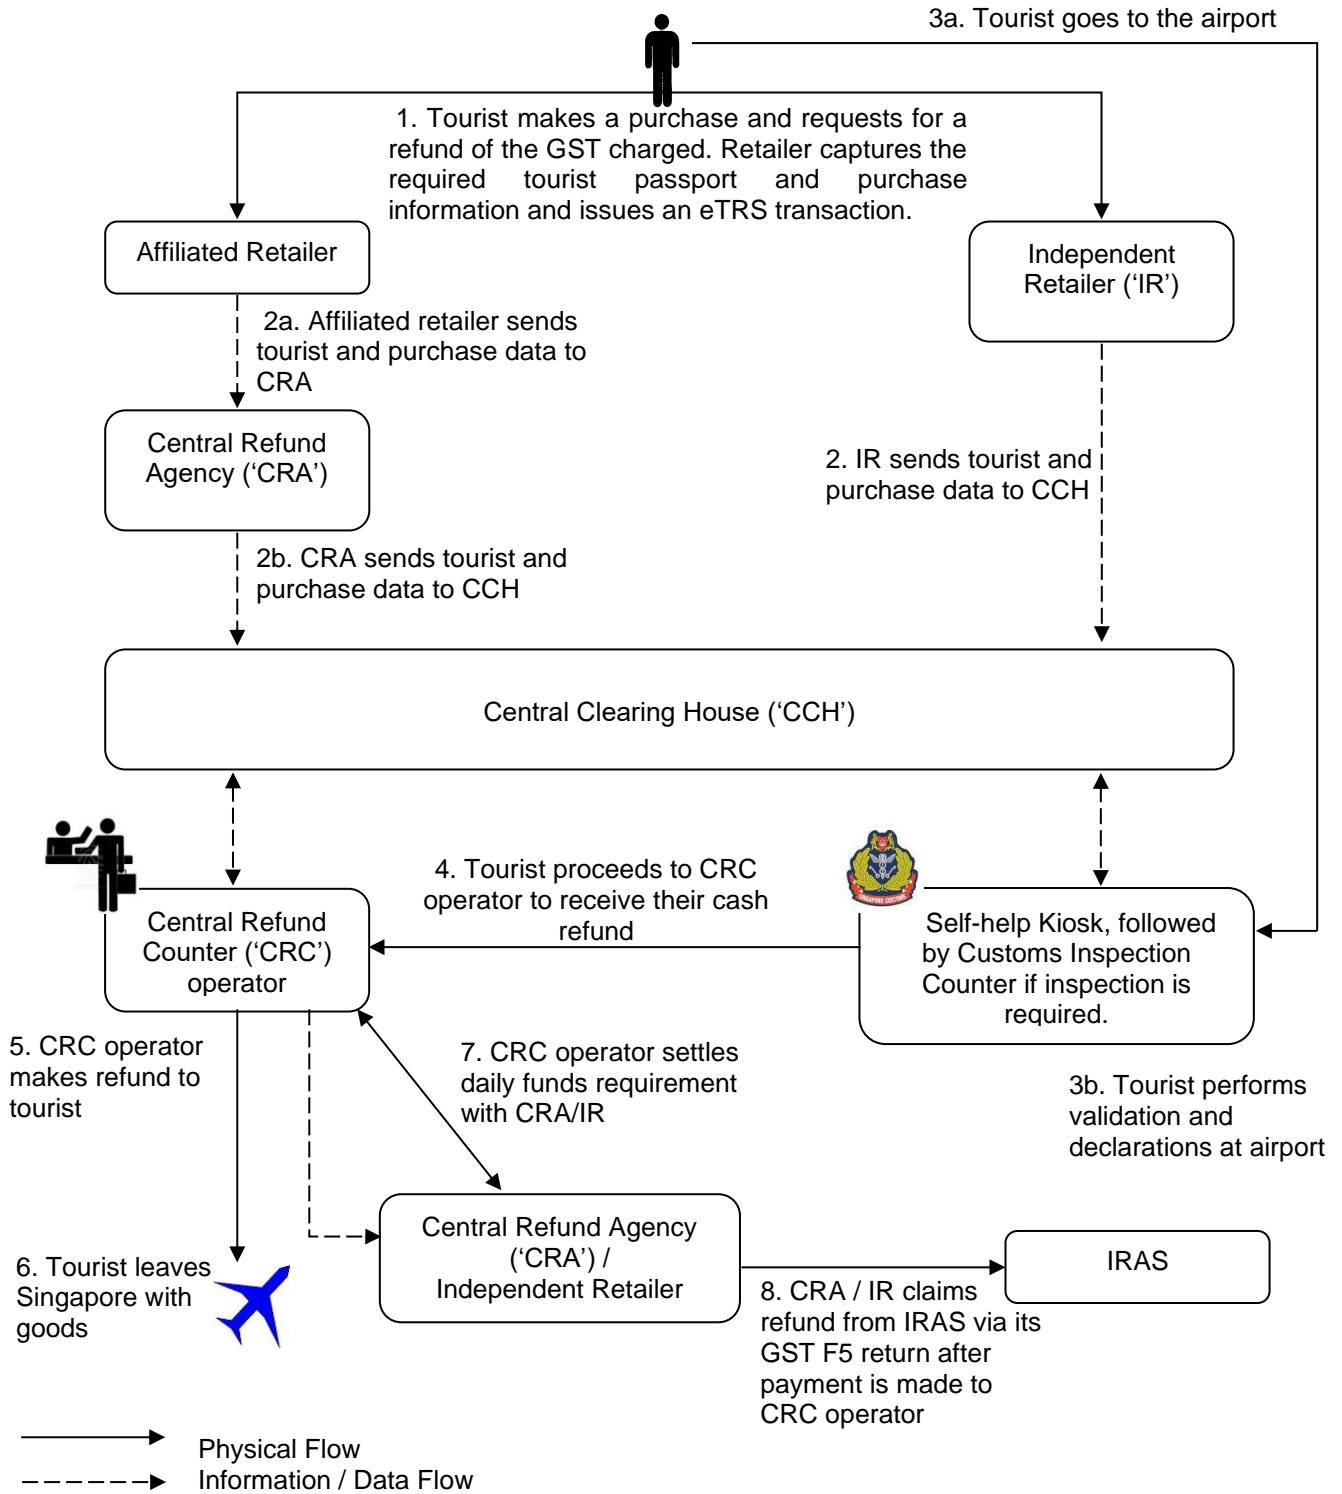 3a. Tourist goes to the airport
1. Tourist makes a purchase and requests for a
refund of the GST charged. Retailer captures the
required tourist passport and purchase
information and issues an eTRS transaction.
Affiliated Retailer
Independent
Retailer (‘IR’)
2a. Affiliated retailer sends
tourist and purchase data to
CRA
Central Refund
Agency (‘CRA’)
2. IR sends tourist and
purchase data to CCH
2b. CRA sends tourist and
purchase data to CCH
Central Clearing House (‘CCH’)
4. Tourist proceeds to CRC
operator to receive their cash
refund
SINGAPORE CUSTOMS
Central Refund
Counter (‘CRC’)
operator
Self-help Kiosk, followed
by Customs Inspection
Counter if inspection is
required.
5. CRC operator
makes refund to
tourist
7. CRC operator settles
daily funds requirement
with CRA/IR
3b. Tourist performs
validation and
declarations at airport
6. Tourist leaves
Singapore with
goods
Central Refund Agency
(‘CRA’) /
Independent Retailer
IRAS
8. CRA / IR claims
refund from IRAS via its
GST F5 return after
payment is made to
CRC operator
Physical Flow
Information / Data Flow